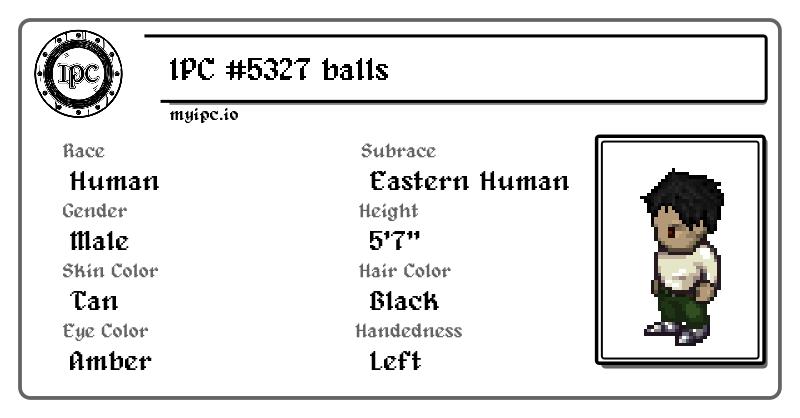 IPC
IPC #5327 balls
myipc.io
Race
Human
Subrace
Eastern Human
Gender
Male
Height
5'7"
Skin Color
Tan
Hair Color
Black
Eye Color
Amber
Handedness
Left